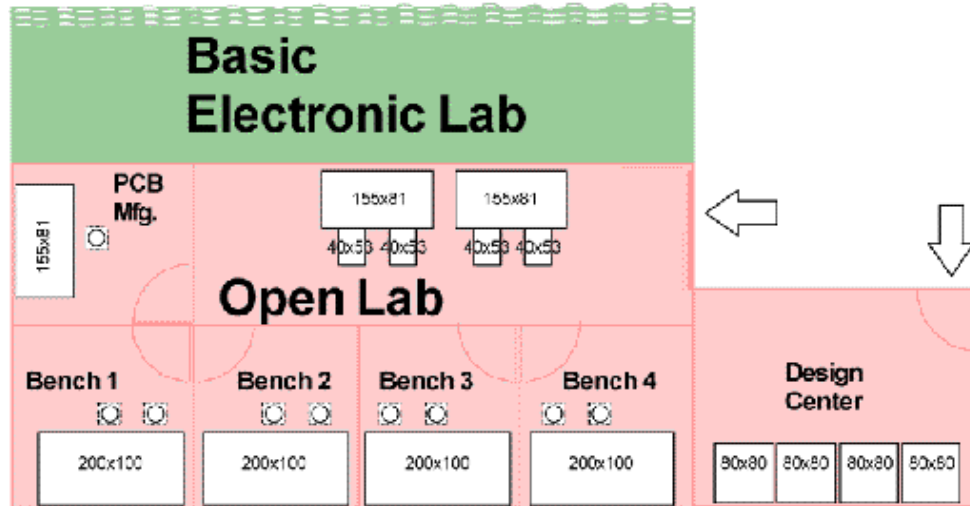 Basic
Electronic Lab
PCB
Mfg.
155x81
155x81
155x81
40x53 40x53 40x53 40x53
Open Lab
Bench 1
Bench 2
Bench 3
Bench 4
Design
Center
200x100
200x100
200x100
200x100
80x80 80x80 80x80 80x80